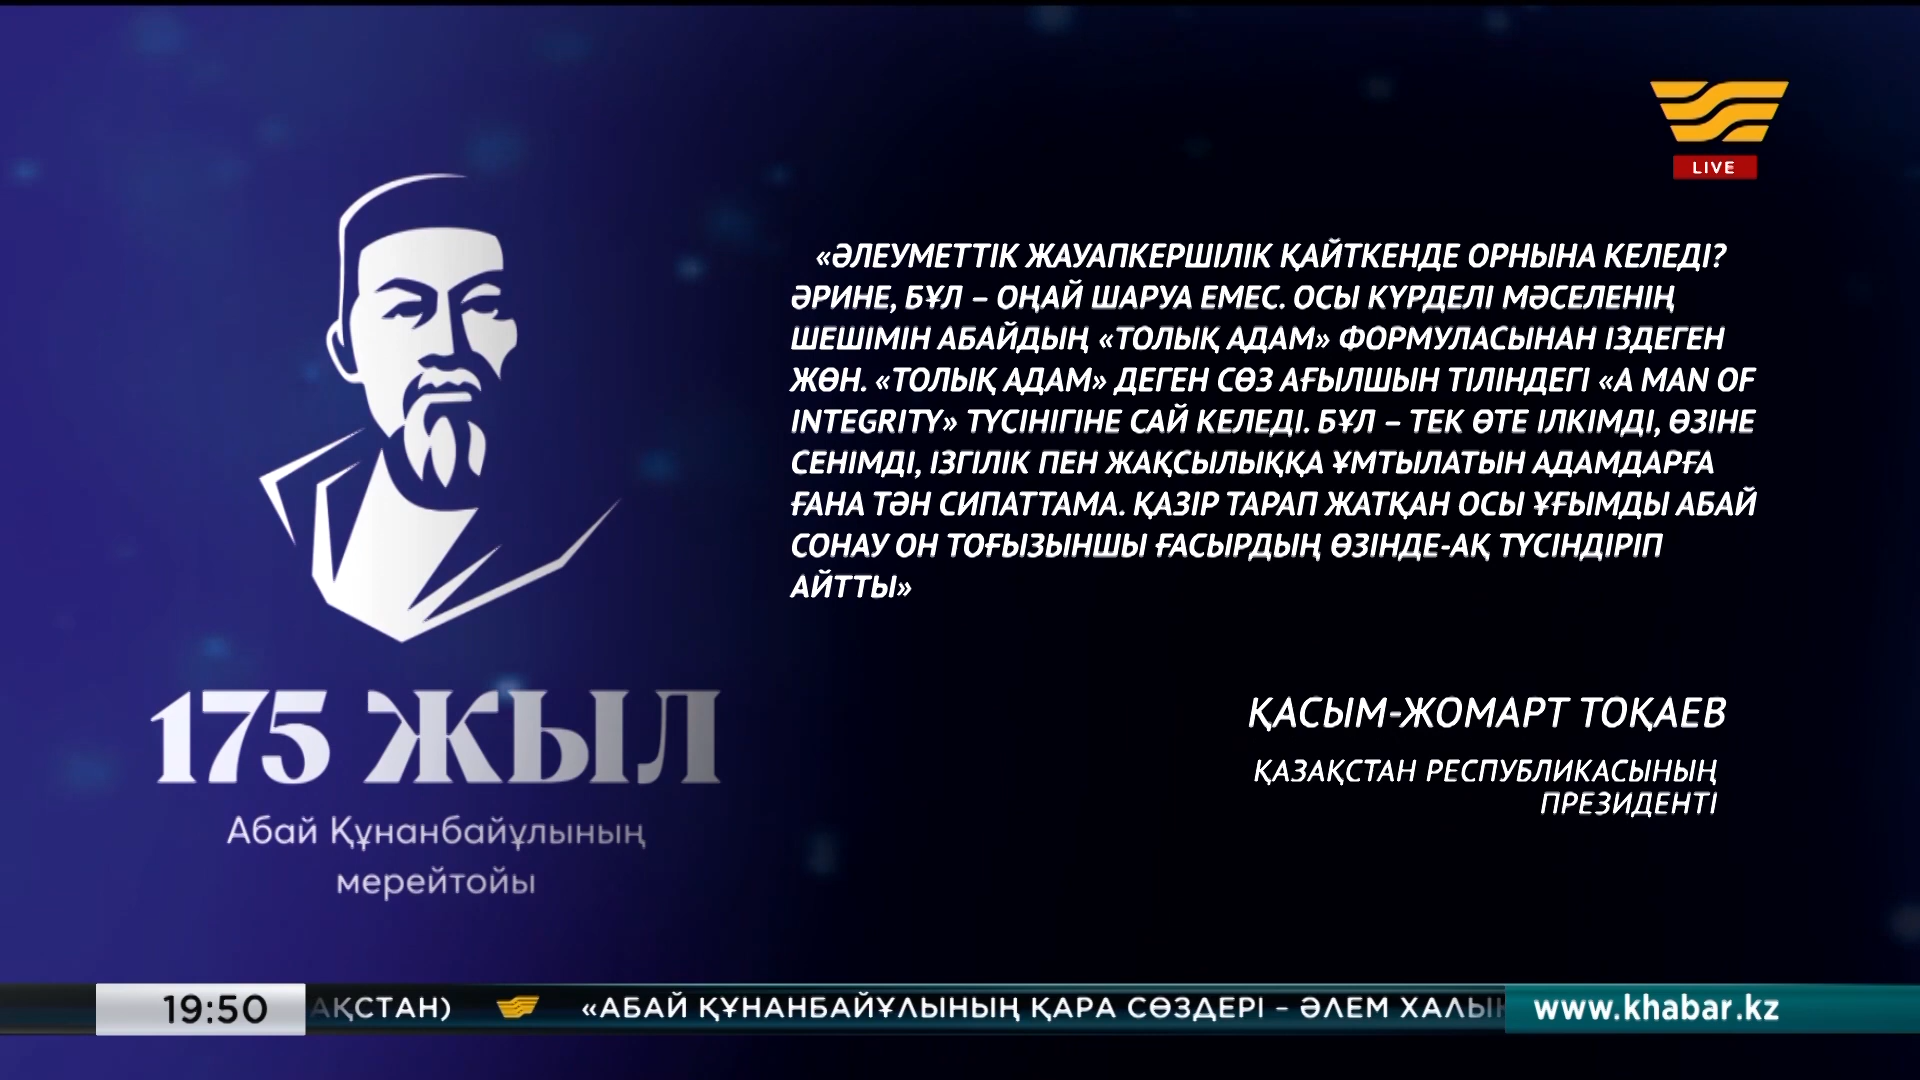 LIVE
«ӘЛЕУМЕТТІК ЖАУАПКЕРШІЛІК ҚАЙТКЕНДЕ ОРНЫНА КЕЛЕДІ?
ӘРИНЕ, БҰЛ – ОҢАЙ ШАРУА ЕМЕС. ОСЫ КҮРДЕЛІ МӘСЕЛЕНІҢ
ШЕШІМІН АБАЙДЫҢ «ТОЛЫҚ АДАМ» ФОРМУЛАСЫНАН ІЗДЕГЕН
ЖӨН. «ТОЛЫҚ АДАМ» ДЕГЕН СӨЗ АҒЫЛШЫН ТІЛІНДЕГІ «A MAN OF
INTEGRITY» ТҮСІНІГІНЕ САЙ КЕЛЕДІ. БҰЛ – ТЕК ӨТЕ ІЛКІМДІ, ӨЗІНЕ
СЕНІМДІ, ІЗГІЛІК ПЕН ЖАҚСЫЛЫҚҚА ҰМТЫЛАТЫН АДАМДАРҒА
ҒАНА ТӘН СИПАТТАМА. ҚАЗІР ТАРАП ЖАТҚАН ОСЫ ҰҒЫМДЫ АБАЙ
СОНАУ ОН ТОҒЫЗЫНШЫ ҒАСЫРДЫҢ ӨЗІНДЕ-АҚ ТҮСІНДІРІП
АЙТТЫ»
ҚАСЫМ-ЖОМАРТ ТОҚАЕВ
ҚАЗАҚСТАН РЕСПУБЛИКАСЫНЫҢ
ПРЕЗИДЕНТІ
175 ЖЫЛ
Абай Құнанбайұлының
мерейтойы
19:50 АҚСТАН) «АБАЙ ҚҰНАНБАЙҰЛЫНЫҢ ҚАРА СӨЗДЕРІ – ӘЛЕМ ХАЛЫҚ www.khabar.kz